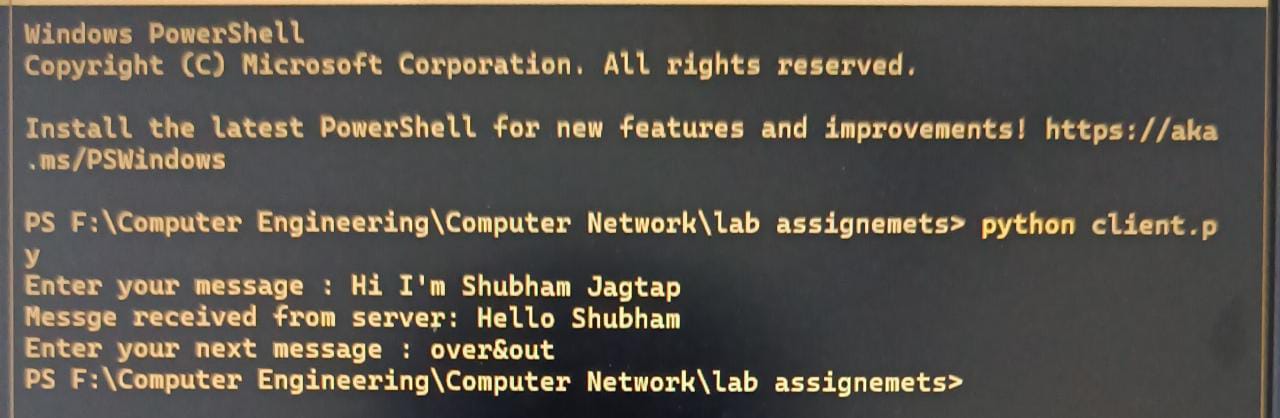 Windows PowerShell
Copyright (C) Microsoft Corporation. All rights reserved.
Install the latest PowerShell for new features and improvements! https://aka
.ms/PSWindows
PS F:\Computer Engineering\Computer Network\lab assignemets> python client.p
y
Enter your message : Hi I'm Shubham Jagtap
Messge received from server: Hello Shubham
Enter your next message : over&out
PS F:\Computer Engineering\Computer Network\lab assignemets>